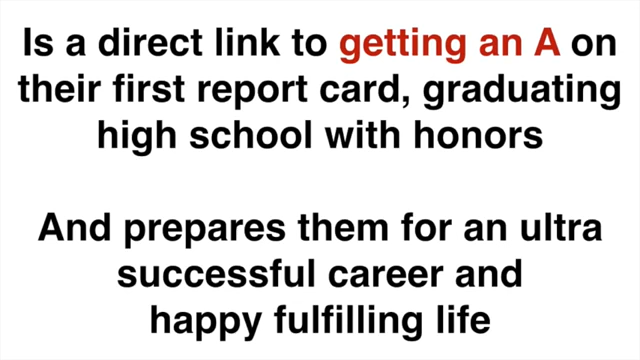 Is a direct link to getting an A on
their first report card, graduating
high school with honors
And prepares them for an ultra
successful career and
happy fulfilling life